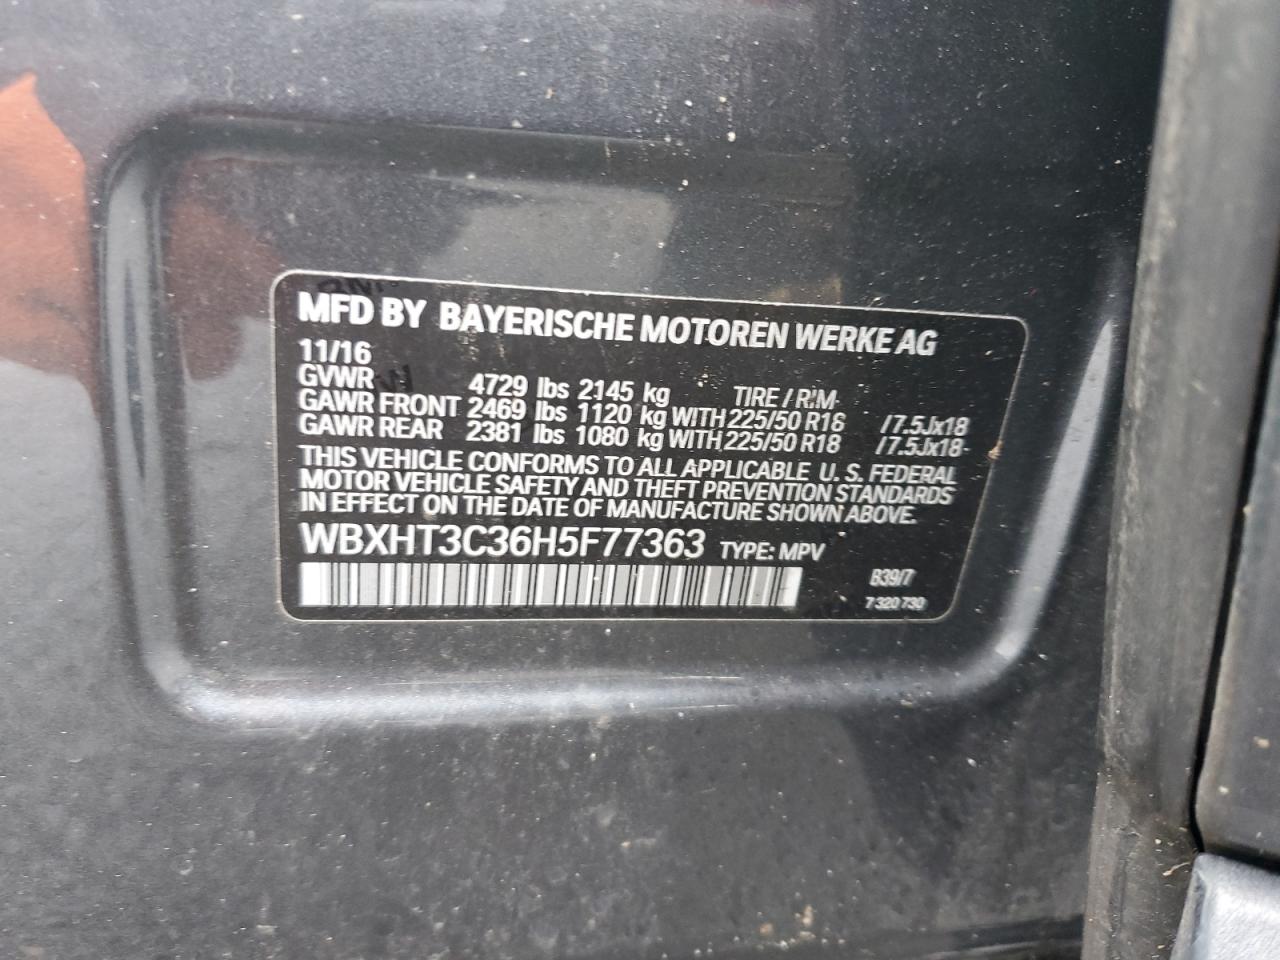 MFD BY BAYERISCHE MOTOREN WERKE AG
11/16
GVWR 4729 lbs 2145 kg TIRE / RIM
GAWR FRONT 2469 lbs 1120 kg WITH 225/50 R18 /7.5Jx18
GAWR REAR 2381 lbs 1080 kg WITH 225/50 R18 /7.5Jx18
THIS VEHICLE CONFORMS TO ALL APPLICABLE U. S. FEDERAL
MOTOR VEHICLE SAFETY AND THEFT PREVENTION STANDARDS
IN EFFECT ON THE DATE OF MANUFACTURE SHOWN ABOVE.
WBXHT3C36H5F77363 TYPE: MPV
B39/7
7 320 730